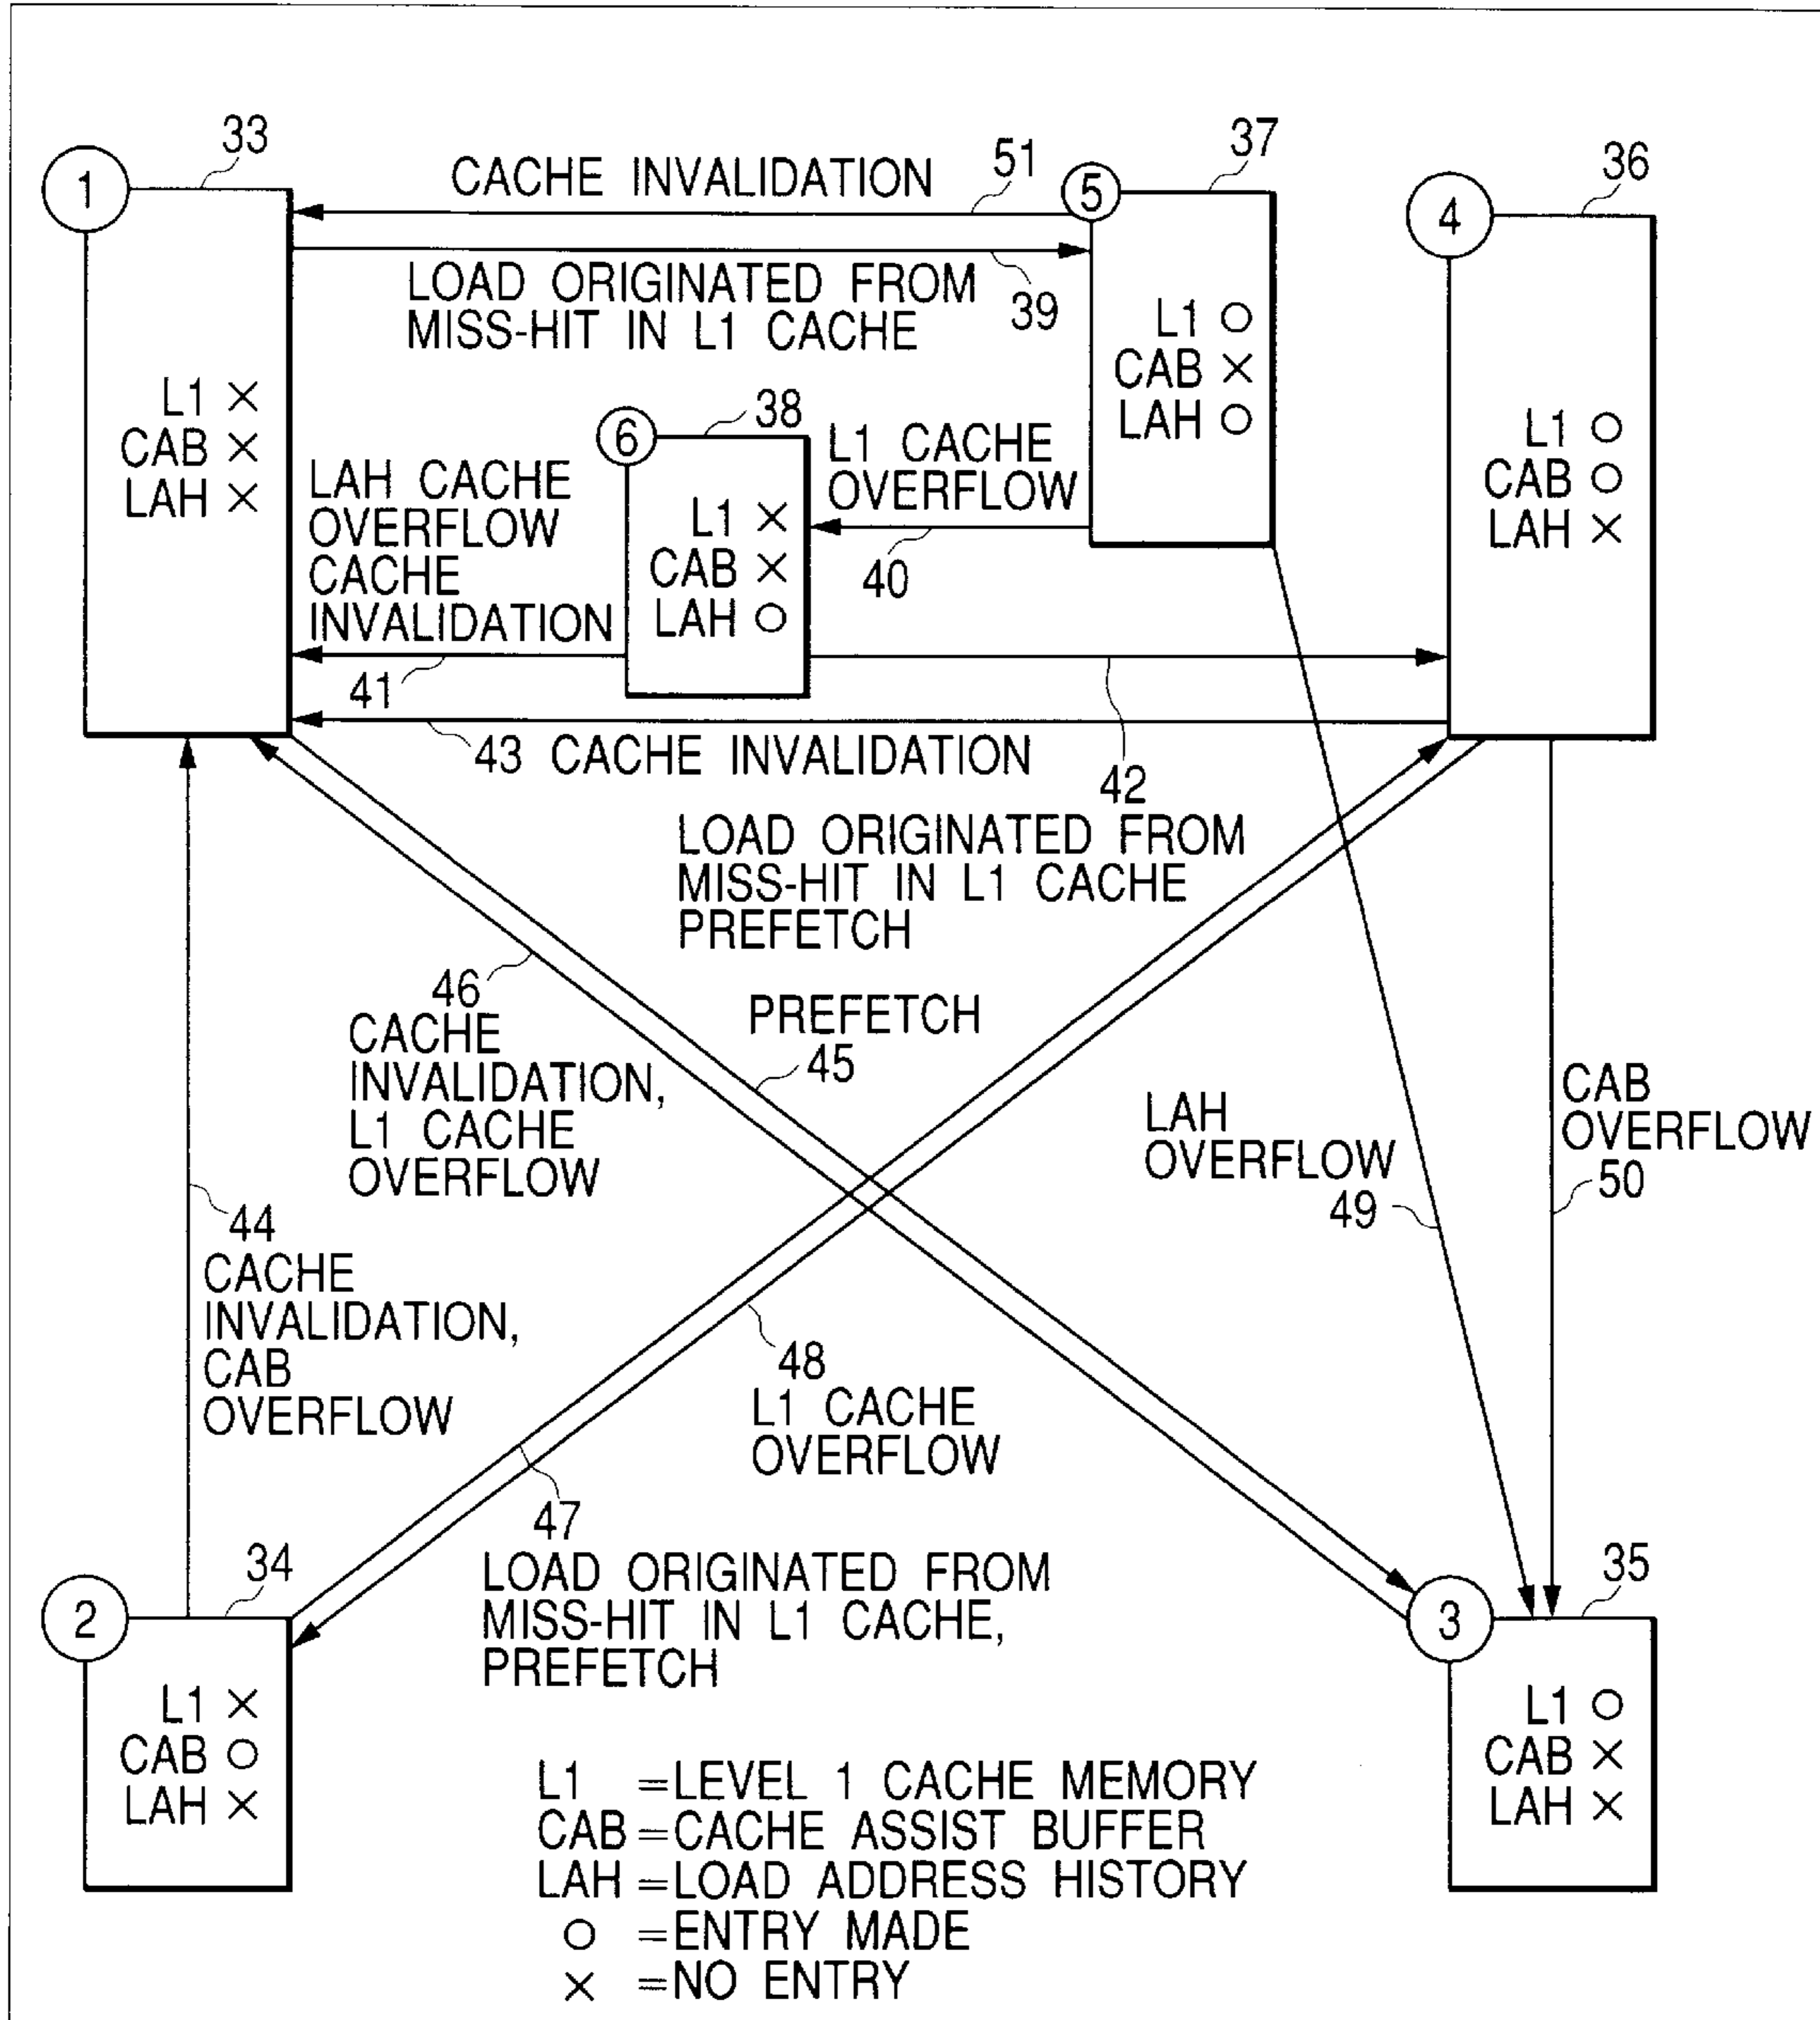 1
33
CACHE INVALIDATION
51
5
37
4
36
LOAD ORIGINATED FROM
MISS-HIT IN L1 CACHE
39
L1 ×
CAB ×
LAH ×
L1 ○
CAB ×
LAH ○
L1 ○
CAB ○
LAH ×
6
38
L1 CACHE
OVERFLOW
40
L1 ×
CAB ×
LAH ○
LAH CACHE
OVERFLOW
CACHE
INVALIDATION
41
43 CACHE INVALIDATION
42
LOAD ORIGINATED FROM
MISS-HIT IN L1 CACHE
PREFETCH
46
CACHE
INVALIDATION,
L1 CACHE
OVERFLOW
PREFETCH
45
LAH
OVERFLOW
49
CAB
OVERFLOW
50
44
CACHE
INVALIDATION,
CAB
OVERFLOW
48
L1 CACHE
OVERFLOW
47
LOAD ORIGINATED FROM
MISS-HIT IN L1 CACHE,
PREFETCH
2
34
L1 ×
CAB ○
LAH ×
3
35
L1 ○
CAB ×
LAH ×
L1 =LEVEL 1 CACHE MEMORY
CAB =CACHE ASSIST BUFFER
LAH =LOAD ADDRESS HISTORY
○ =ENTRY MADE
× =NO ENTRY